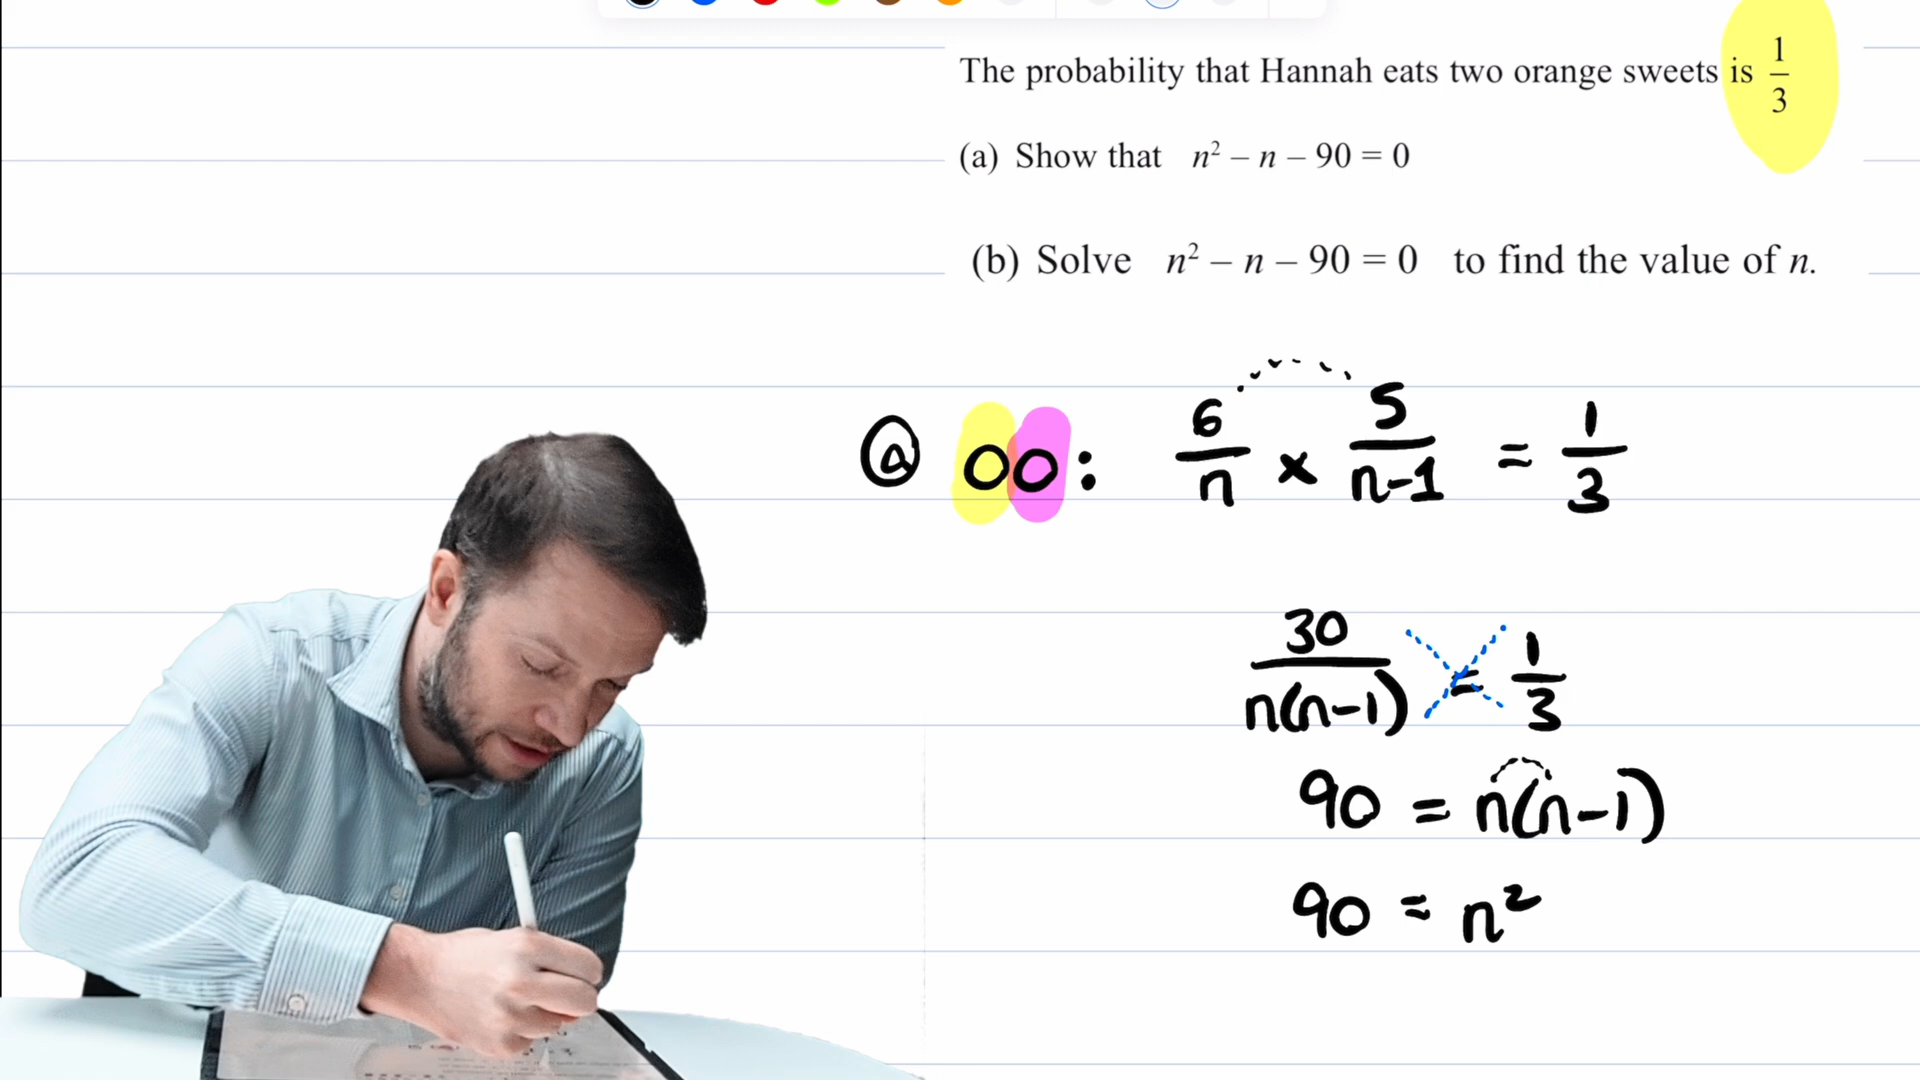 The probability that Hannah eats two orange sweets is 1/3
(a) Show that n² – n – 90 = 0
(b) Solve n² – n – 90 = 0 to find the value of n.
ⓐ OO: 6/n × 5/(n-1) = 1/3
30/(n(n-1)) = 1/3
90 = n(n-1)
90 = n²